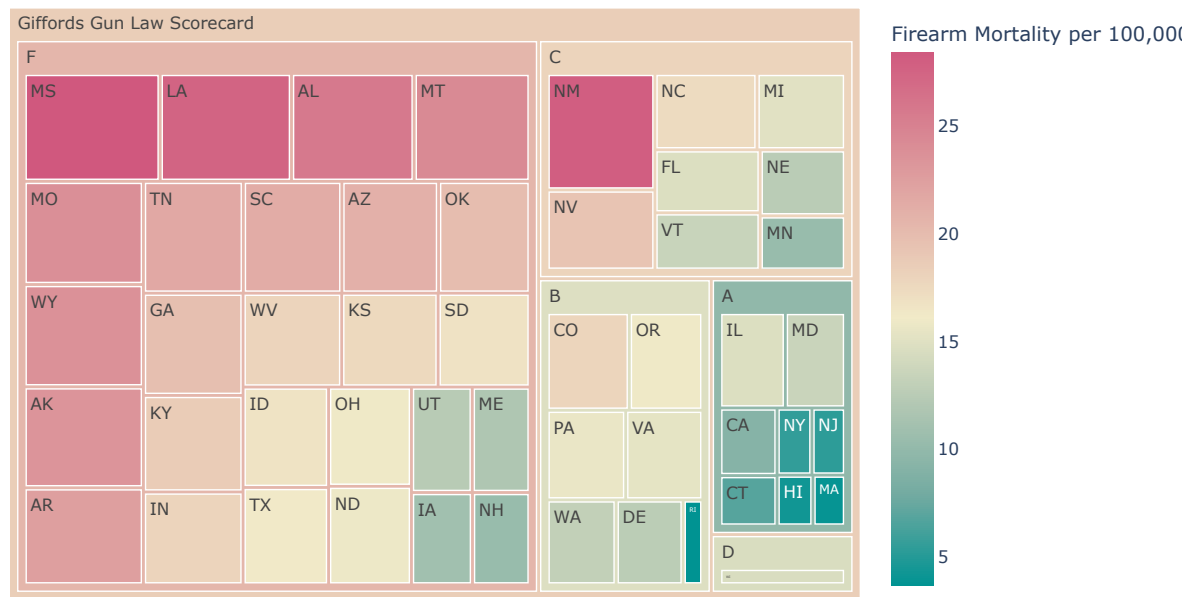 Giffords Gun Law Scorecard
Firearm Mortality per 100,000
F
C
MS
LA
AL
MT
NM
NC
MI
25
FL
NE
MO
TN
SC
AZ
OK
NV
VT
MN
20
WY
GA
WV
KS
SD
B
A
CO
OR
IL
MD
15
AK
KY
ID
OH
UT
ME
PA
VA
CA
NY
NJ
10
AR
IN
TX
ND
IA
NH
WA
DE
RI
CT
HI
MA
D
5